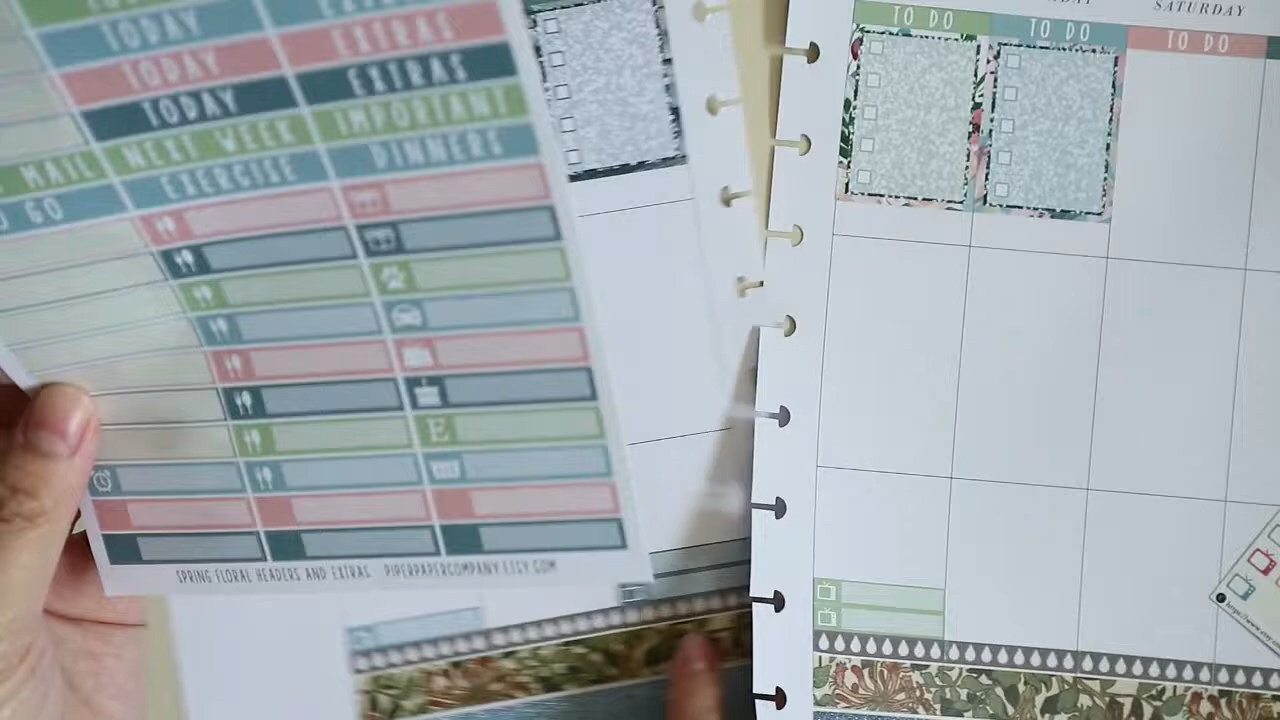 TODAY
EXTRAS
TODAY
EXTRAS
TODAY
EXTRAS
MAIL
NEXT WEEK
IMPORTANT
GO
EXERCISE
DINNERS
E
SPRING FLORAL HEADERS AND EXTRAS PIPERPAPERCOMPANY.ETSY.COM
SATURDAY
TO DO
TO DO
TO DO